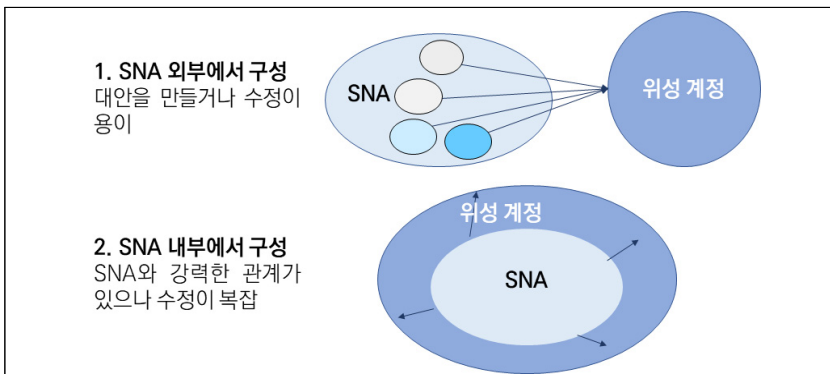 1. SNA 외부에서 구성
대안을 만들거나 수정이
용이
SNA
위성 계정
2. SNA 내부에서 구성
SNA와 강력한 관계가
있으나 수정이 복잡
위성 계정
SNA